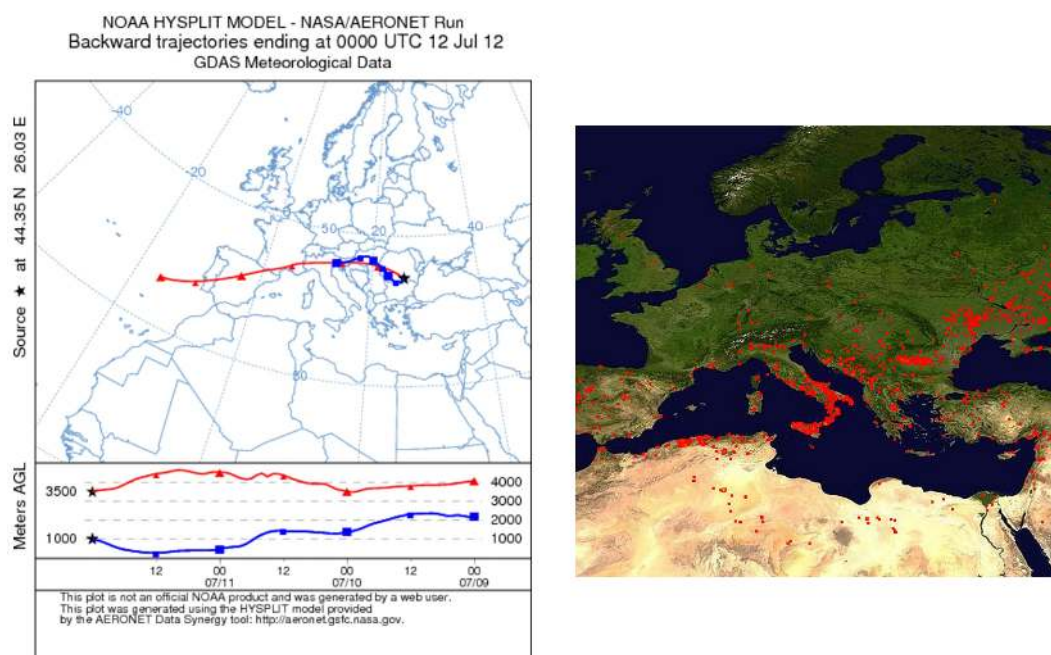 NOAA HYSPLIT MODEL - NASA/AERONET Run
Backward trajectories ending at 0000 UTC 12 Jul 12
GDAS Meteorological Data
Source ★ at 44.35 N 26.03 E
-40
-20
50
20
40
30
Meters AGL
3500
1000
4000
3000
2000
1000
12 00 12 00 12 00
07/11 07/10 07/09
This plot is not an official NOAA product and was generated by a web user.
This plot was generated using the HYSPLIT model provided
by the AERONET Data Synergy tool: http://aeronet.gsfc.nasa.gov.